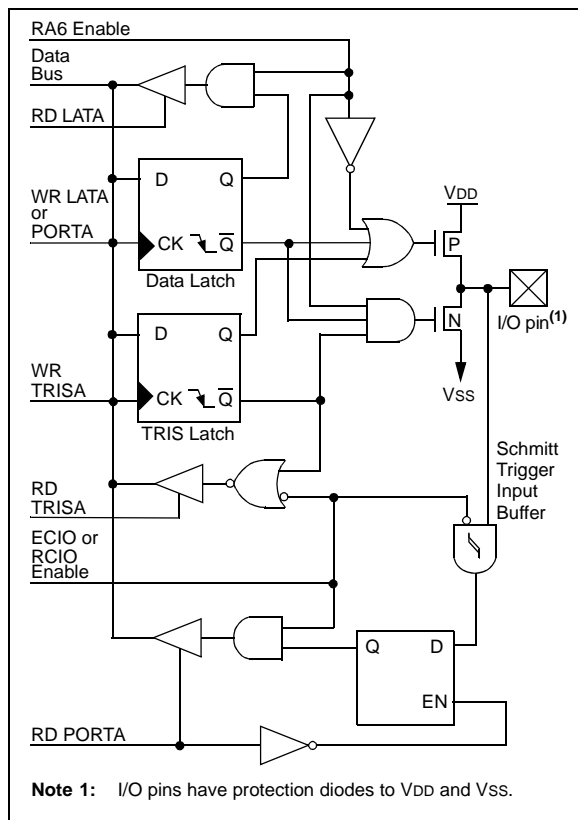 RA6 Enable
Data
Bus
RD LATA
D
Q
WR LATA
or
PORTA
CK
Q
Data Latch
VDD
P
N
I/O pin(1)
VSS
D
Q
WR
TRISA
CK
Q
TRIS Latch
RD
TRISA
Schmitt
Trigger
Input
Buffer
ECIO or
RCIO
Enable
Q
D
EN
RD PORTA
Note 1: I/O pins have protection diodes to VDD and VSS.